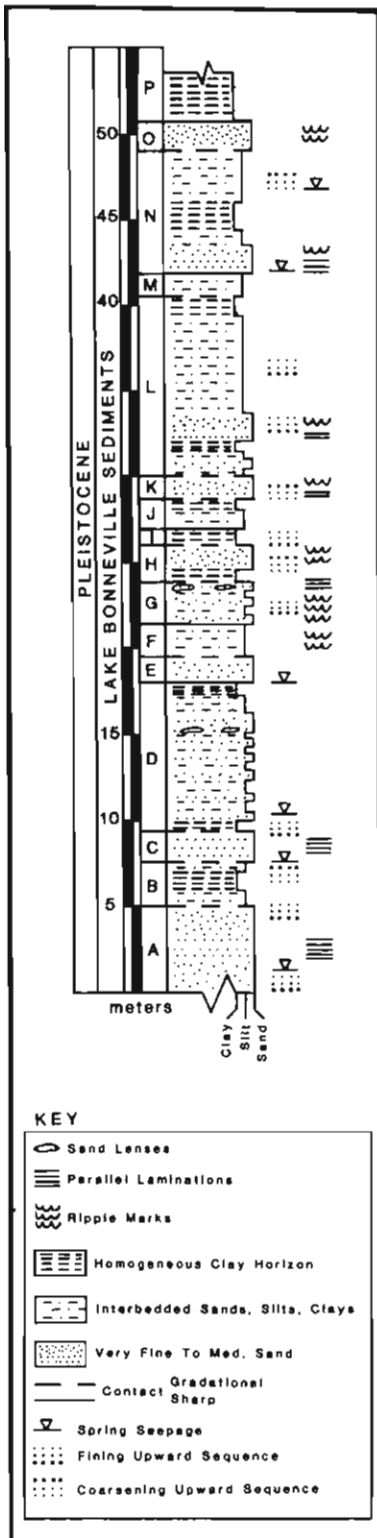 PLEISTOCENE
LAKE BONNEVILLE SEDIMENTS
P
50
O
45
N
M
40
L
K
J
I
H
G
F
E
15
D
10
C
B
5
A
meters
Clay
Silt
Sand
KEY
Sand Lenses
Parallel Laminations
Ripple Marks
Homogeneous Clay Horizon
Interbedded Sands, Silts, Clays
Very Fine To Med. Sand
Contact Gradational
Sharp
Spring Seepage
Fining Upward Sequence
Coarsening Upward Sequence